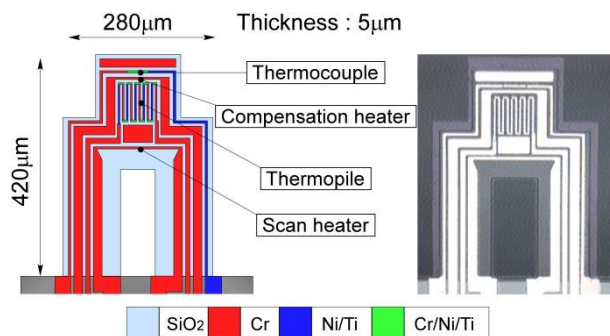 280μm
Thickness : 5μm
420μm
Thermocouple
Compensation heater
Thermopile
Scan heater
SiO₂
Cr
Ni/Ti
Cr/Ni/Ti